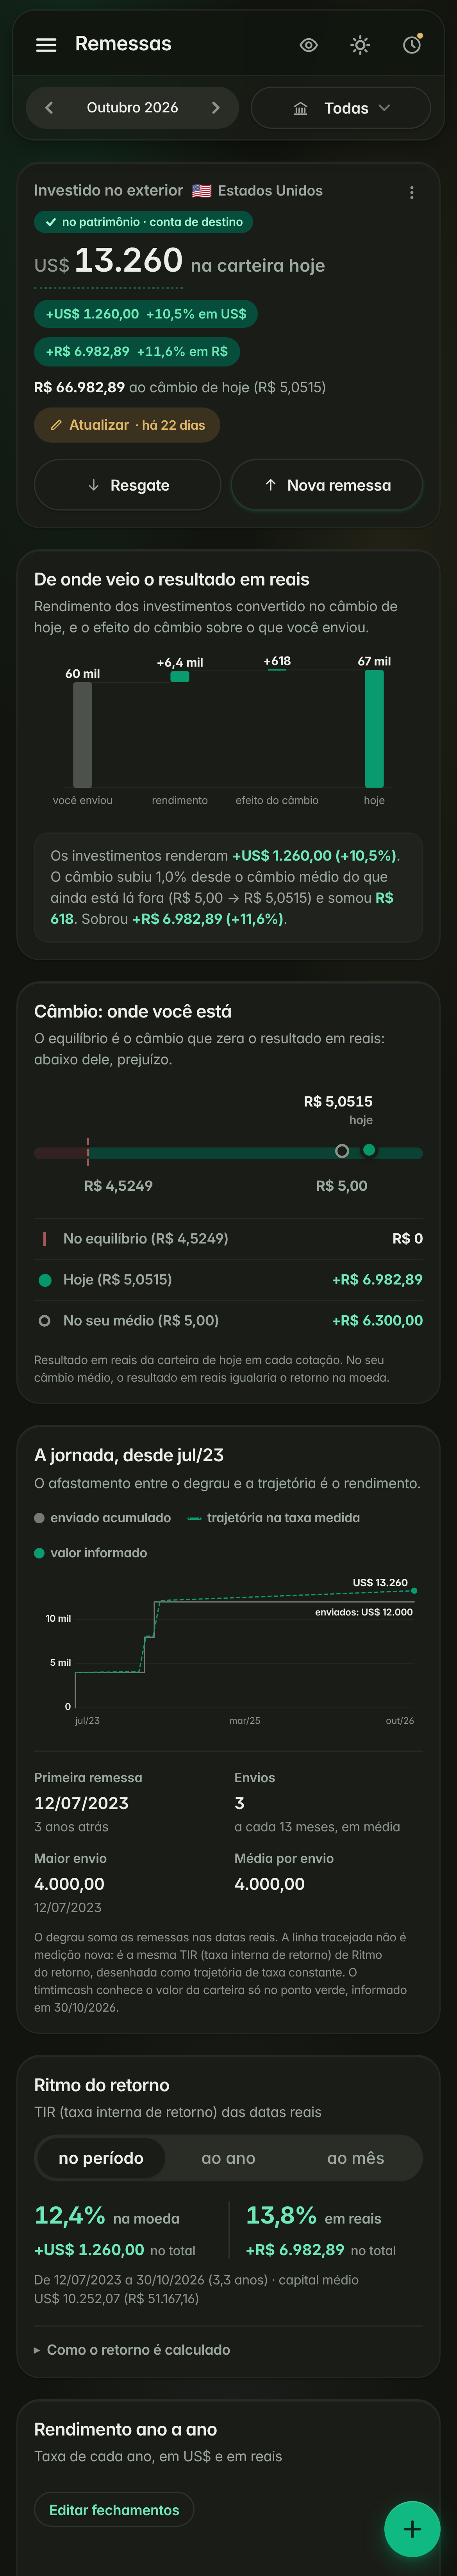 Remessas
Outubro 2026
Todas
Investido no exterior 🇺🇸 Estados Unidos
no patrimônio · conta de destino
US$ 13.260 na carteira hoje
+US$ 1.260,00 +10,5% em US$
+R$ 6.982,89 +11,6% em R$
R$ 66.982,89 ao câmbio de hoje (R$ 5,0515)
Atualizar · há 22 dias
↓ Resgate
↑ Nova remessa
De onde veio o resultado em reais
Rendimento dos investimentos convertido no câmbio de
hoje, e o efeito do câmbio sobre o que você enviou.
60 mil
+6,4 mil
+618
67 mil
você enviou
rendimento
efeito do câmbio
hoje
Os investimentos renderam +US$ 1.260,00 (+10,5%).
O câmbio subiu 1,0% desde o câmbio médio do que
ainda está lá fora (R$ 5,00 → R$ 5,0515) e somou R$
618. Sobrou +R$ 6.982,89 (+11,6%).
Câmbio: onde você está
O equilíbrio é o câmbio que zera o resultado em reais:
abaixo dele, prejuízo.
R$ 5,0515
hoje
R$ 4,5249
R$ 5,00
No equilíbrio (R$ 4,5249) R$ 0
Hoje (R$ 5,0515) +R$ 6.982,89
No seu médio (R$ 5,00) +R$ 6.300,00
Resultado em reais da carteira de hoje em cada cotação. No seu
câmbio médio, o resultado em reais igualaria o retorno na moeda.
A jornada, desde jul/23
O afastamento entre o degrau e a trajetória é o rendimento.
enviado acumulado
trajetória na taxa medida
valor informado
US$ 13.260
enviados: US$ 12.000
10 mil
5 mil
0
jul/23
mar/25
out/26
Primeira remessa
12/07/2023
3 anos atrás
Envios
3
a cada 13 meses, em média
Maior envio
4.000,00
12/07/2023
Média por envio
4.000,00
O degrau soma as remessas nas datas reais. A linha tracejada não é
medição nova: é a mesma TIR (taxa interna de retorno) de Ritmo
do retorno, desenhada como trajetória de taxa constante. O
timtimcash conhece o valor da carteira só no ponto verde, informado
em 30/10/2026.
Ritmo do retorno
TIR (taxa interna de retorno) das datas reais
no período
ao ano
ao mês
12,4% na moeda
+US$ 1.260,00 no total
13,8% em reais
+R$ 6.982,89 no total
De 12/07/2023 a 30/10/2026 (3,3 anos) · capital médio
US$ 10.252,07 (R$ 51.167,16)
▸ Como o retorno é calculado
Rendimento ano a ano
Taxa de cada ano, em US$ e em reais
Editar fechamentos
+